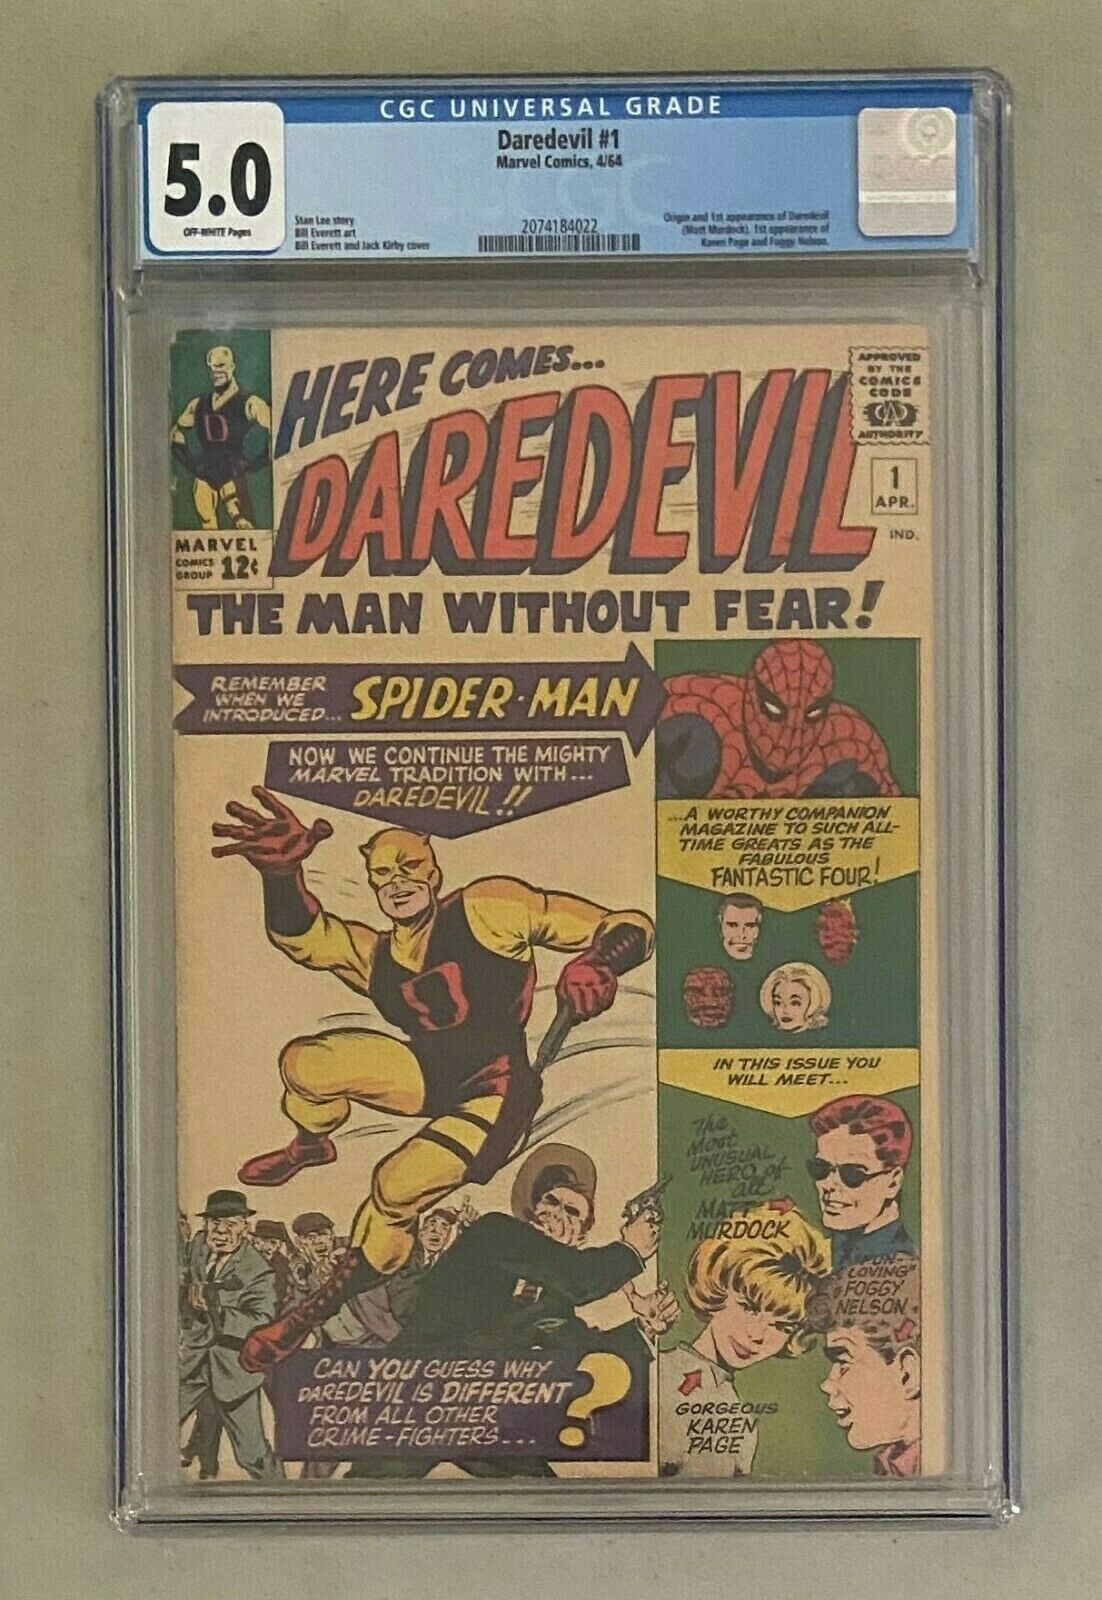 CGC UNIVERSAL GRADE
5.0
OFF-WHITE Pages
Daredevil #1
Marvel Comics, 4/64
Stan Lee story
Bill Everett art
Bill Everett and Jack Kirby cover
2074184022
Origin and 1st appearance of Daredevil
(Matt Murdock). 1st appearance of
Karen Page and Foggy Nelson.
HERE COMES...
DAREDEVIL
APPROVED
BY THE
COMICS
CODE
CA
AUTHORITY
1
APR.
IND.
D
MARVEL
COMICS
GROUP 12¢
THE MAN WITHOUT FEAR!
REMEMBER
WHEN WE
INTRODUCED... SPIDER-MAN
NOW WE CONTINUE THE MIGHTY
MARVEL TRADITION WITH...
DAREDEVIL!!
...A WORTHY COMPANION
MAGAZINE TO SUCH ALL-
TIME GREATS AS THE
FABULOUS
FANTASTIC FOUR!
D
IN THIS ISSUE YOU
WILL MEET...
The
Most
UNUSUAL
HERO of
all
MATT
MURDOCK
"FUN-
LOVING"
FOGGY
NELSON
GORGEOUS
KAREN
PAGE
CAN YOU GUESS WHY
DAREDEVIL IS DIFFERENT
FROM ALL OTHER
CRIME-FIGHTERS... ?